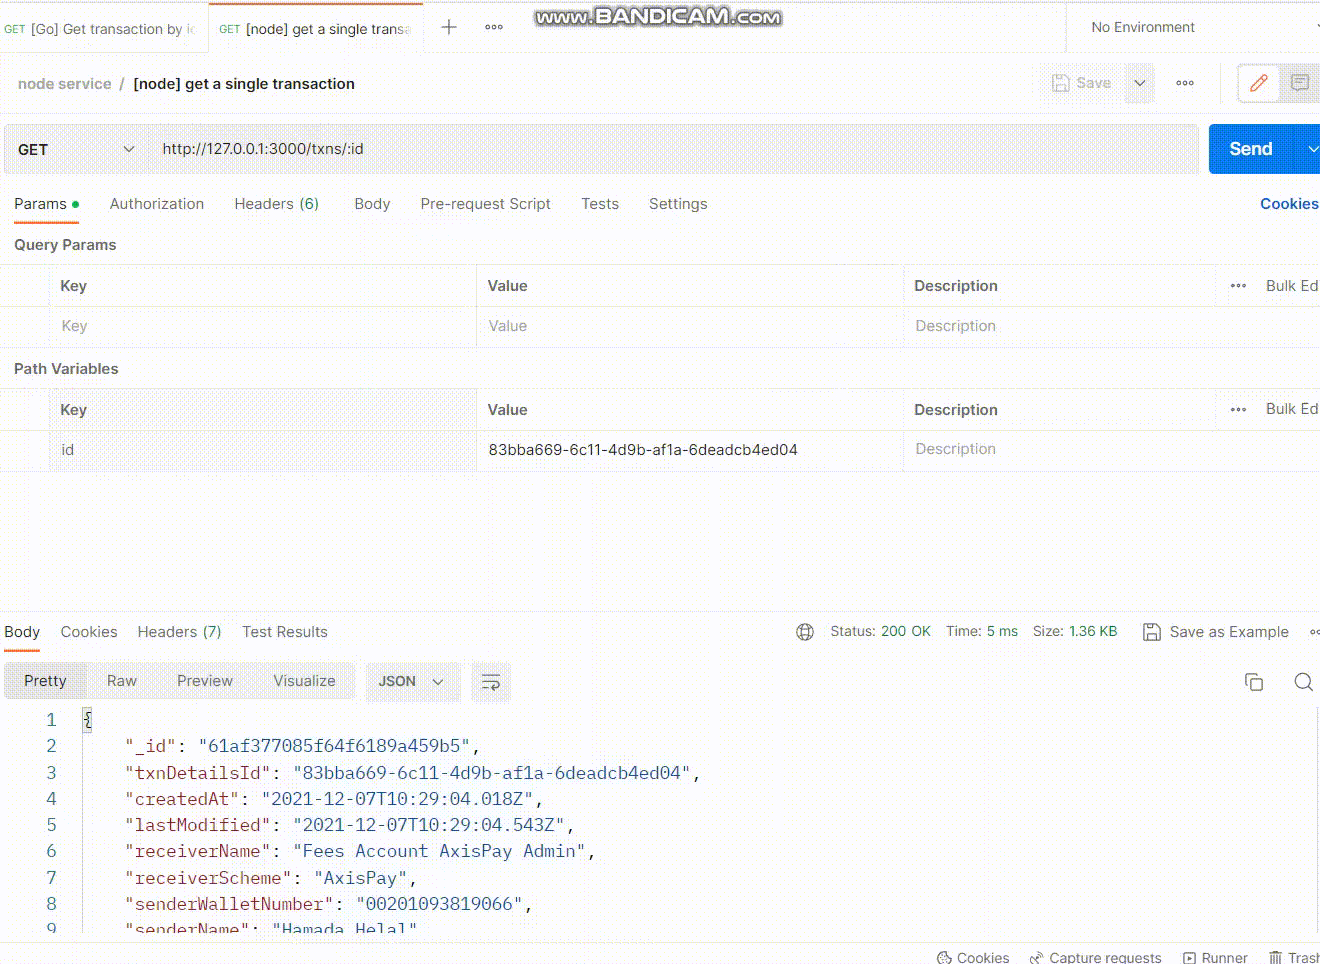 GET [Go] Get transaction by i
GET [node] get a single transa
www.BANDICAM.com
No Environment
node service / [node] get a single transaction
Save
GET
http://127.0.0.1:3000/txns/:id
Send
Params
Authorization
Headers (6)
Body
Pre-request Script
Tests
Settings
Cookies
Query Params
Key Value Description Bulk Ed
Key Value Description
Path Variables
Key Value Description Bulk Ed
id 83bba669-6c11-4d9b-af1a-6deadcb4ed04 Description
Body Cookies Headers (7) Test Results
Status: 200 OK Time: 5 ms Size: 1.36 KB Save as Example
Pretty Raw Preview Visualize JSON
1 {
2 "_id": "61af377085f64f6189a459b5",
3 "txnDetailsId": "83bba669-6c11-4d9b-af1a-6deadcb4ed04",
4 "createdAt": "2021-12-07T10:29:04.018Z",
5 "lastModified": "2021-12-07T10:29:04.543Z",
6 "receiverName": "Fees Account AxisPay Admin",
7 "receiverScheme": "AxisPay",
8 "senderWalletNumber": "00201093819066",
9 "senderName": "Hamada Helal"
Cookies Capture requests Runner Trash